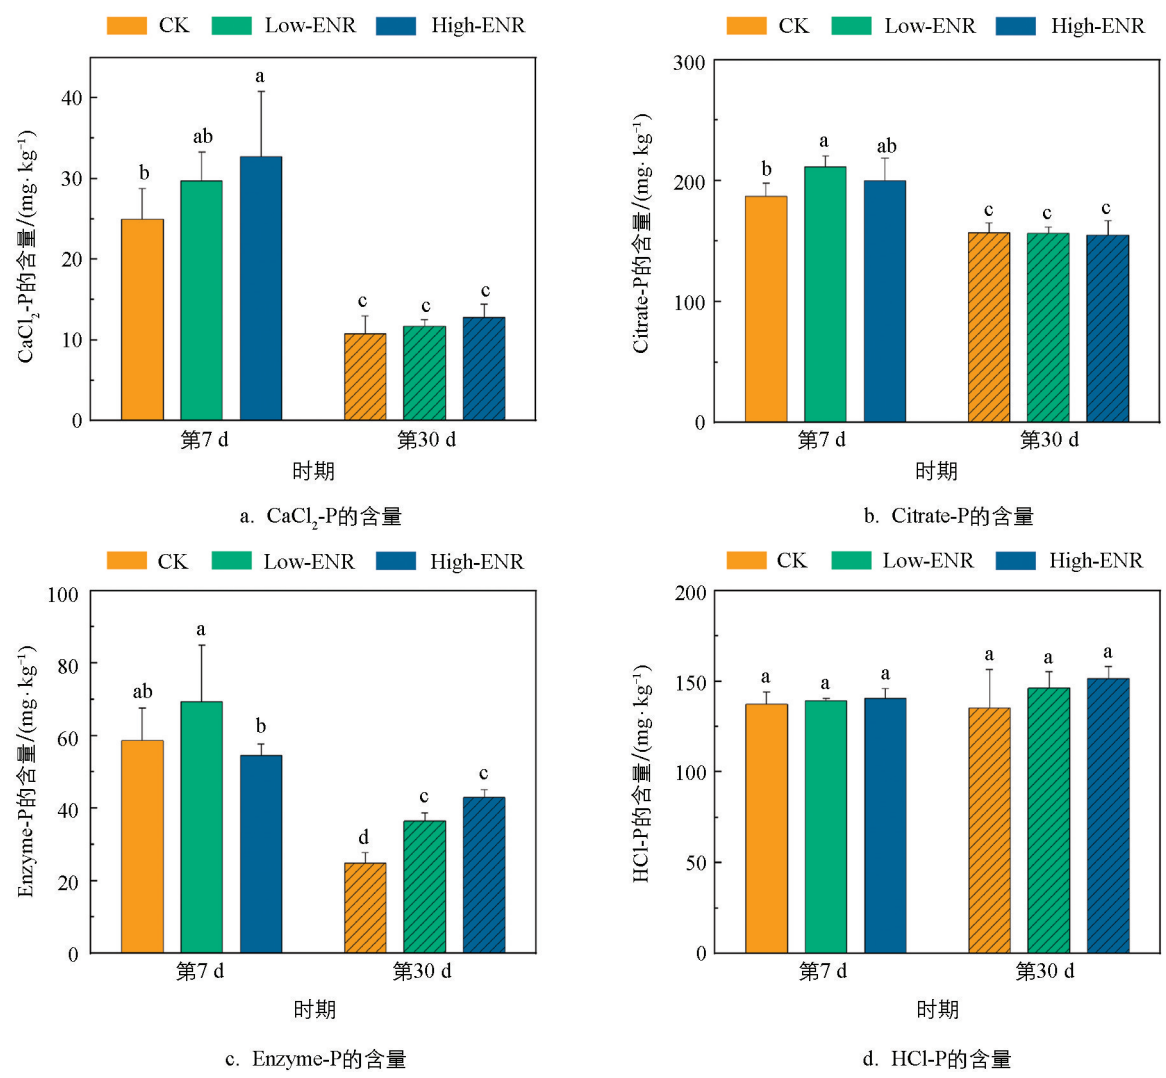 CK Low-ENR High-ENR
CaCl₂-P的含量/(mg·kg⁻¹)
40
30
20
10
0
b ab a
c c c
第7 d 第30 d
时期
a. CaCl₂-P的含量
CK Low-ENR High-ENR
Citrate-P的含量/(mg·kg⁻¹)
300
200
100
0
b a ab
c c c
第7 d 第30 d
时期
b. Citrate-P的含量
CK Low-ENR High-ENR
Enzyme-P的含量/(mg·kg⁻¹)
100
80
60
40
20
0
ab a b
d c c
第7 d 第30 d
时期
c. Enzyme-P的含量
CK Low-ENR High-ENR
HCl-P的含量/(mg·kg⁻¹)
200
150
100
50
0
a a a
a a a
第7 d 第30 d
时期
d. HCl-P的含量